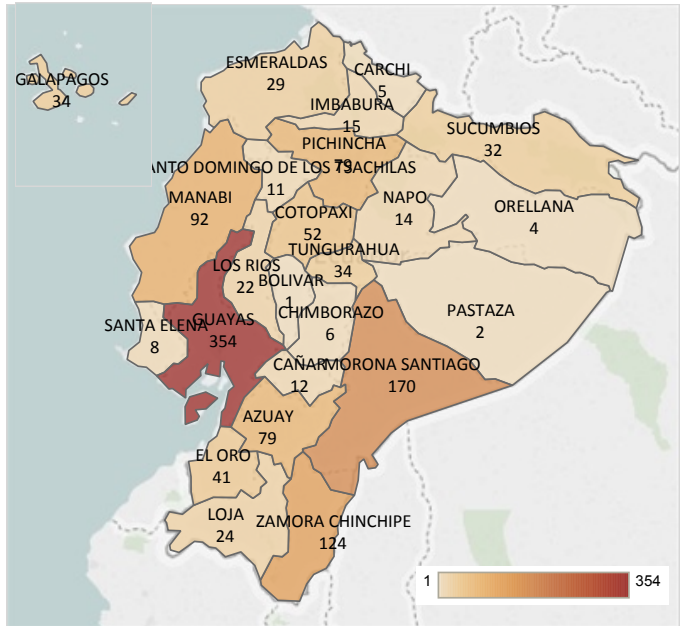 GALAPAGOS
34
ESMERALDAS
29
CARCHI
5
IMBABURA
15
SUCUMBIOS
32
PICHINCHA
79
ANTO DOMINGO DE LOS TSACHILAS
11
MANABI
92
NAPO
14
ORELLANA
4
COTOPAXI
52
TUNGURAHUA
34
LOS RIOS
22
BOLIVAR
1
CHIMBORAZO
6
PASTAZA
2
SANTA ELENA
8
GUAYAS
354
CAÑAR
12
MORONA SANTIAGO
170
AZUAY
79
EL ORO
41
LOJA
24
ZAMORA CHINCHIPE
124
1 354